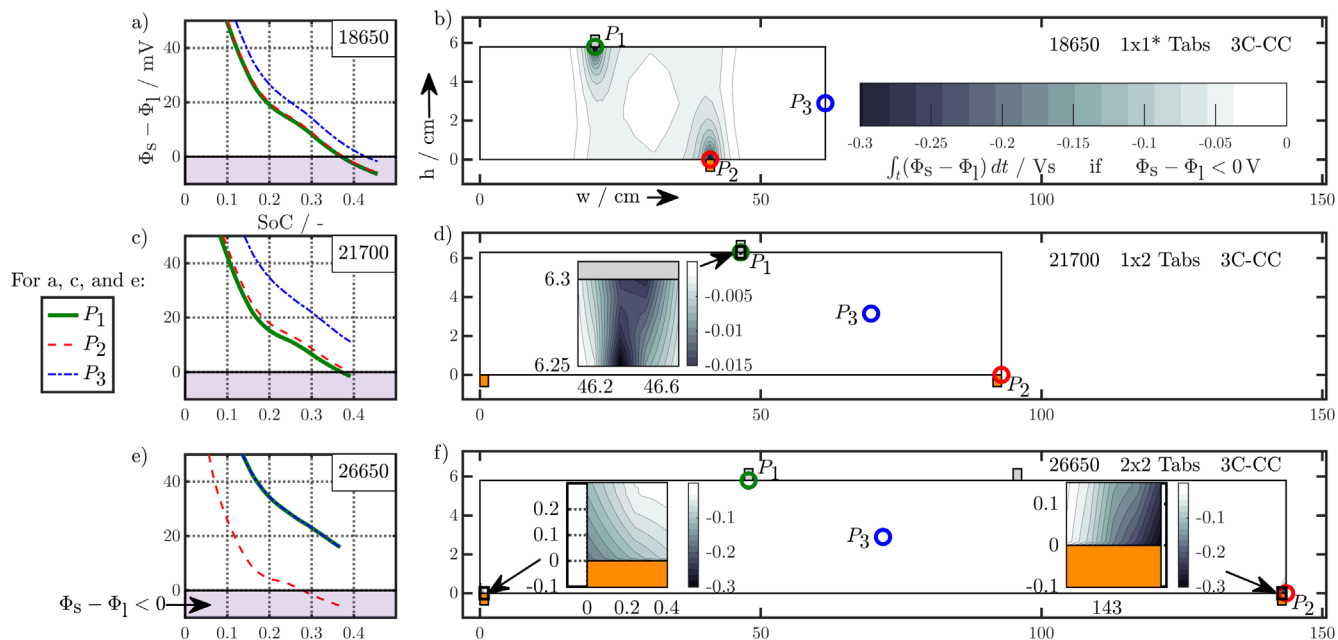 a)
18650
40
20
0
Φs − Φl / mV
0 0.1 0.2 0.3 0.4
SoC / -
b)
18650 1x1* Tabs 3C-CC
6
4
2
0
h / cm
P1
P2
P3
w / cm
-0.3 -0.25 -0.2 -0.15 -0.1 -0.05 0
∫t(Φs − Φl) dt / Vs if Φs − Φl < 0 V
0 50 100 150
For a, c, and e:
P1
P2
P3
c)
21700
40
20
0
0 0.1 0.2 0.3 0.4
d)
21700 1x2 Tabs 3C-CC
6
4
2
0
P1
P3
P2
6.3
6.25
46.2 46.6
-0.005
-0.01
-0.015
0 50 100 150
e)
26650
40
20
0
Φs − Φl < 0
0 0.1 0.2 0.3 0.4
f)
26650 2x2 Tabs 3C-CC
6
4
2
0
P1
P3
P2
0.2
0.1
0
-0.1
0 0.2 0.4
-0.1
-0.2
-0.3
0.1
0
-0.1
143
-0.1
-0.2
-0.3
0 50 100 150